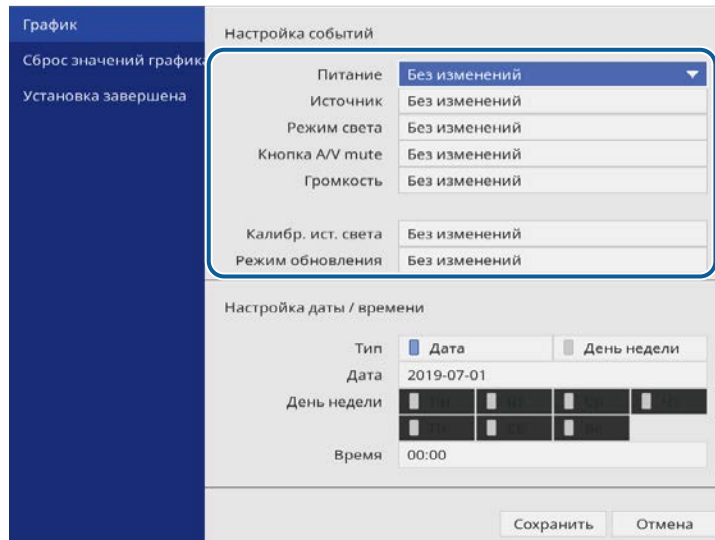 График
Сброс значений график
Установка завершена
Настройка событий
Питание Без изменений
Источник Без изменений
Режим света Без изменений
Кнопка A/V mute Без изменений
Громкость Без изменений
Калибр. ист. света Без изменений
Режим обновления Без изменений
Настройка даты / времени
Тип Дата День недели
Дата 2019-07-01
День недели
Время 00:00
Сохранить Отмена